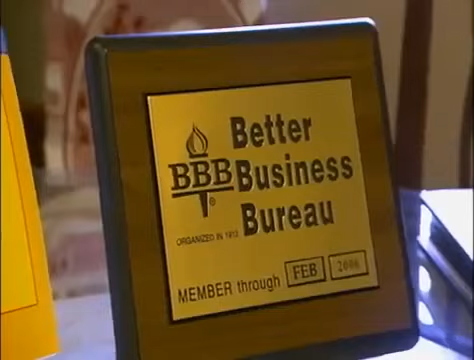 Better
BBB Business
®
Bureau
ORGANIZED IN 1912
MEMBER through FEB 2006